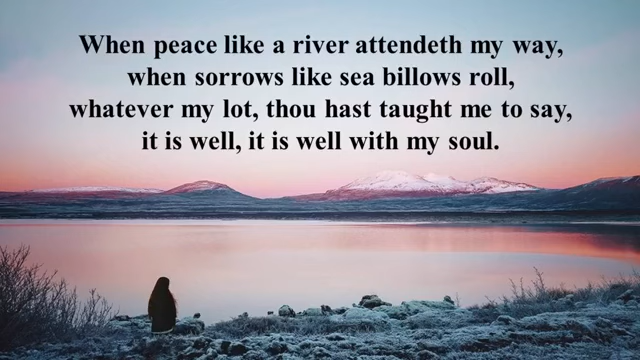 When peace like a river attendeth my way,
when sorrows like sea billows roll,
whatever my lot, thou hast taught me to say,
it is well, it is well with my soul.